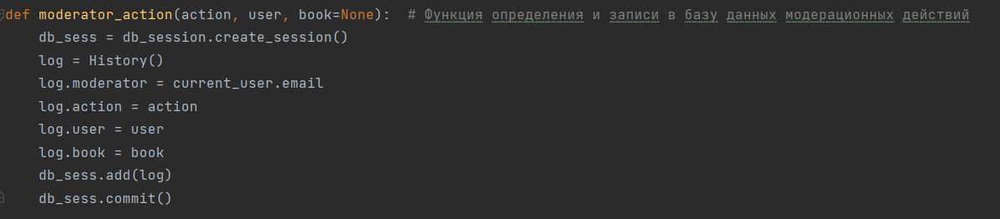 def moderator_action(action, user, book=None):  # Функция определения и записи в базу данных модерационных действий
    db_sess = db_session.create_session()
    log = History()
    log.moderator = current_user.email
    log.action = action
    log.user = user
    log.book = book
    db_sess.add(log)
    db_sess.commit()